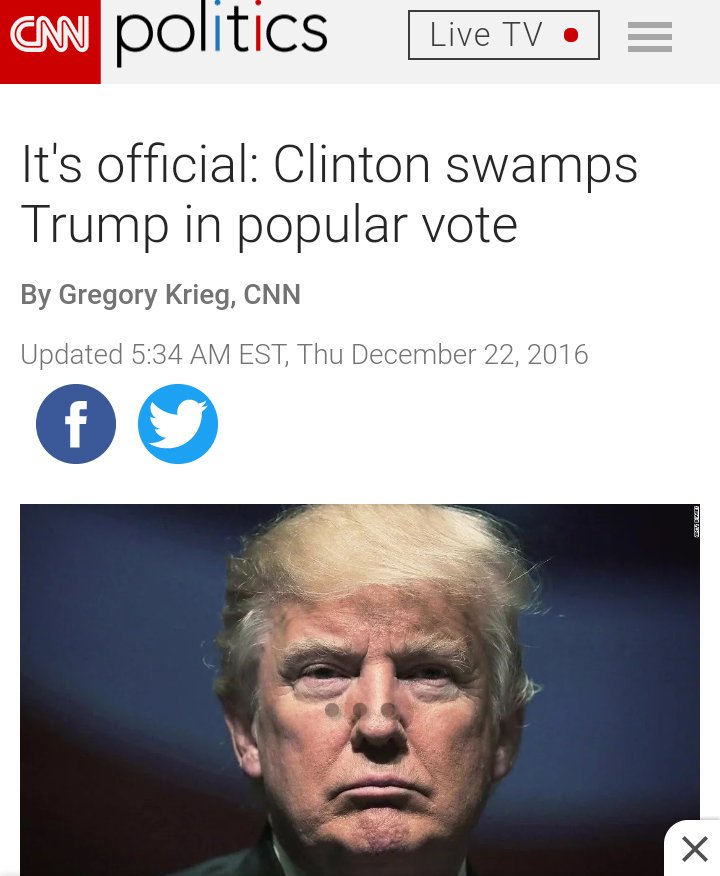 CNN politics Live TV
It's official: Clinton swamps
Trump in popular vote
By Gregory Krieg, CNN
Updated 5:34 AM EST, Thu December 22, 2016